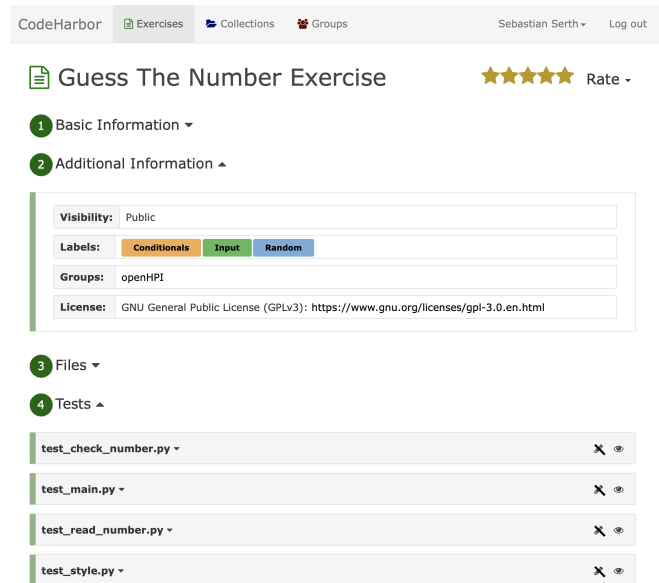 CodeHarbor Exercises Collections Groups Sebastian Serth Log out
Guess The Number Exercise Rate
1 Basic Information
2 Additional Information
Visibility: Public
Labels: Conditionals Input Random
Groups: openHPI
License: GNU General Public License (GPLv3): https://www.gnu.org/licenses/gpl-3.0.en.html
3 Files
4 Tests
test_check_number.py
test_main.py
test_read_number.py
test_style.py